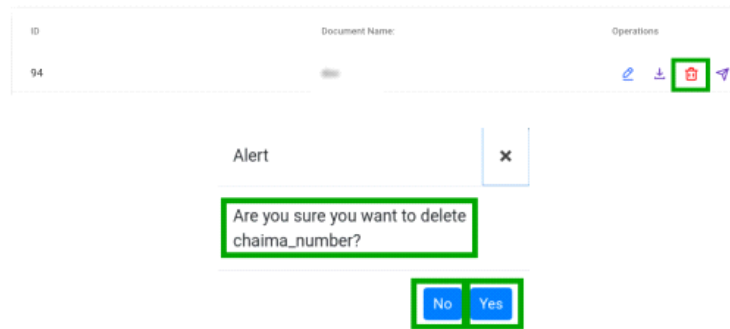 ID Document Name: Operations
94
Alert
Are you sure you want to delete
chaima_number?
No Yes